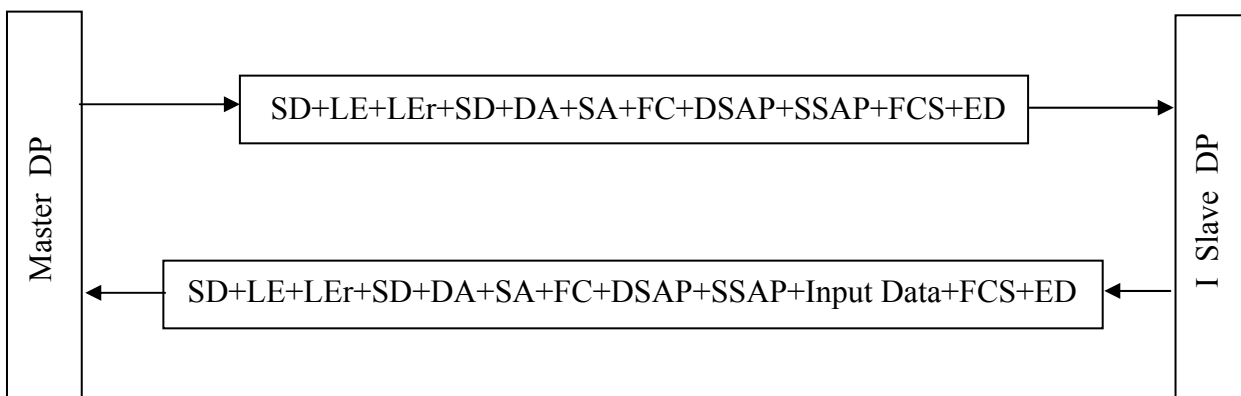 Master DP
SD+LE+LEr+SD+DA+SA+FC+DSAP+SSAP+FCS+ED
SD+LE+LEr+SD+DA+SA+FC+DSAP+SSAP+Input Data+FCS+ED
I Slave DP